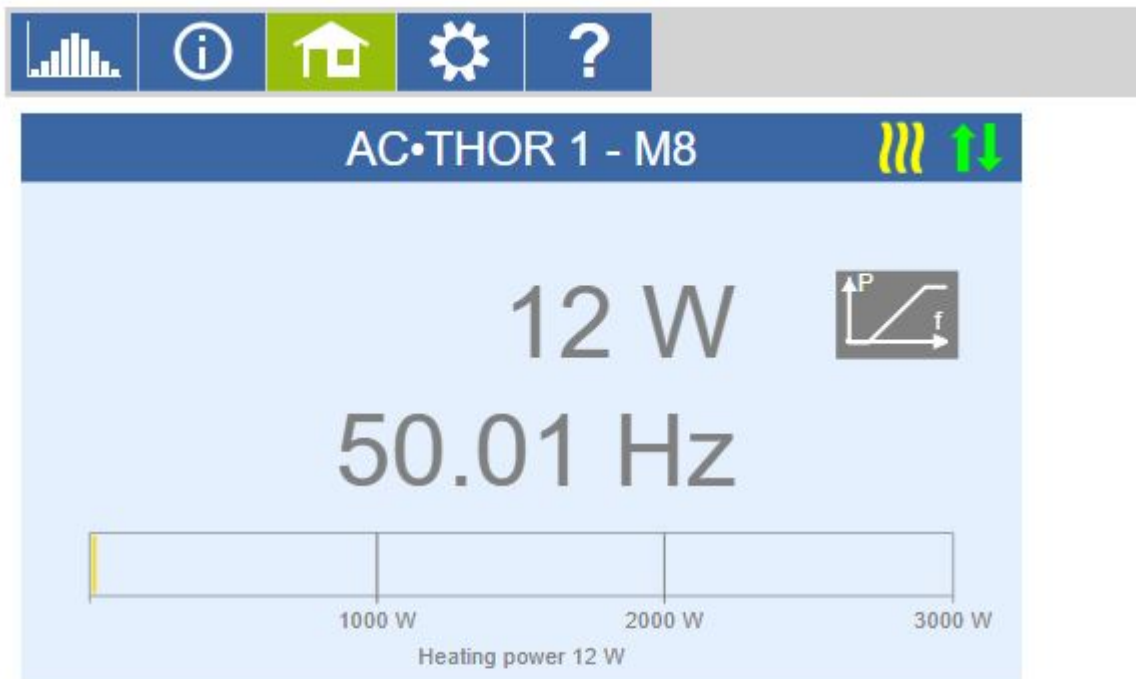 i
?
AC•THOR 1 - M8
12 W
P
f
50.01 Hz
1000 W 2000 W 3000 W
Heating power 12 W